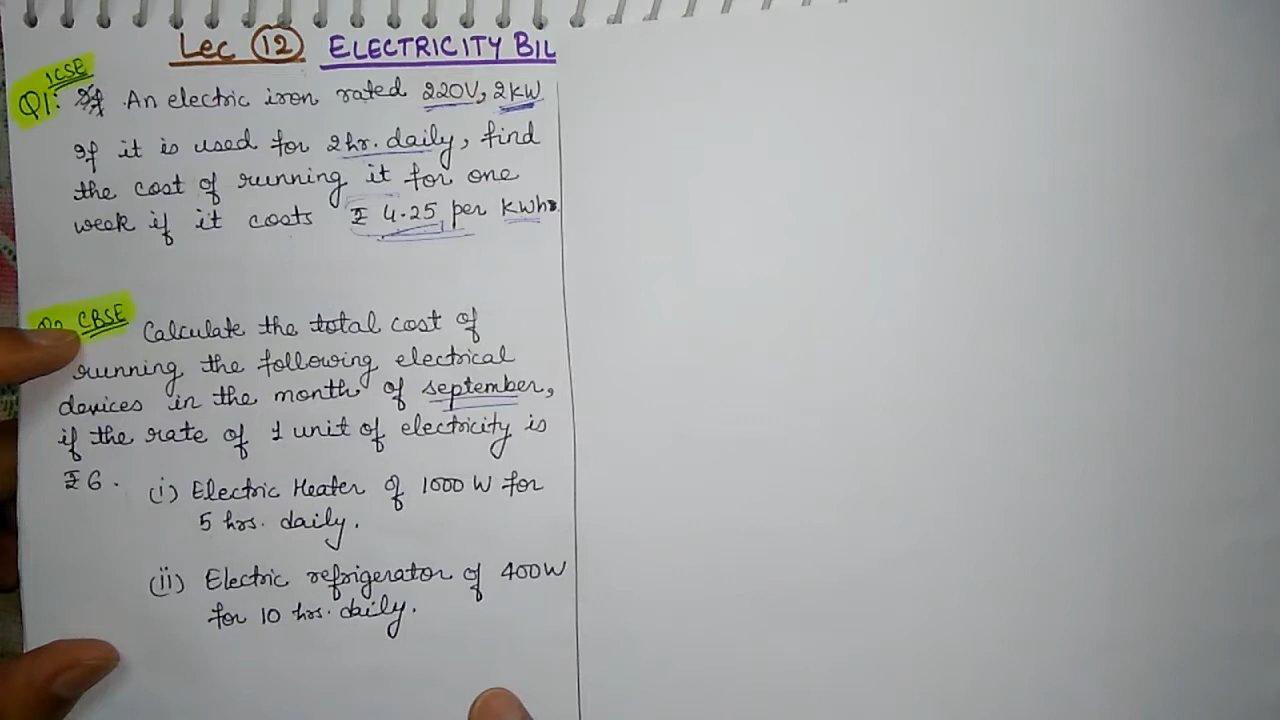 Lec 12 ELECTRICITY BIL
ICSE
Q1: An electric iron rated 220V, 2kW
If it is used for 2hr. daily, find
the cost of running it for one
week if it costs ₹ 4.25 per kWh.
CBSE Calculate the total cost of
running the following electrical
devices in the month of september,
if the rate of 1 unit of electricity is
₹6. (i) Electric Heater of 1000 W for
5 hrs. daily.
(ii) Electric refrigerator of 400W
for 10 hrs. daily.